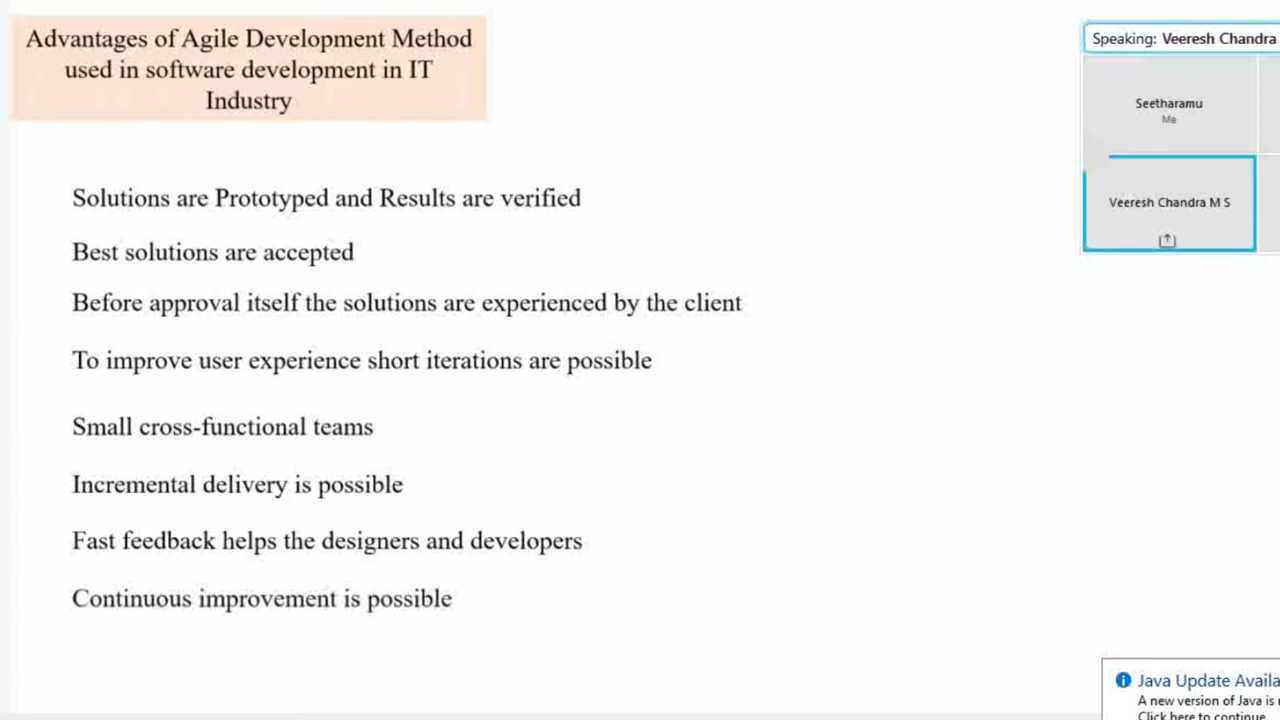 Advantages of Agile Development Method
used in software development in IT
Industry
Solutions are Prototyped and Results are verified
Best solutions are accepted
Before approval itself the solutions are experienced by the client
To improve user experience short iterations are possible
Small cross-functional teams
Incremental delivery is possible
Fast feedback helps the designers and developers
Continuous improvement is possible
Speaking: Veeresh Chandra
Seetharamu
Me
Veeresh Chandra M S
Java Update
A new version of Java is
Click here to continue